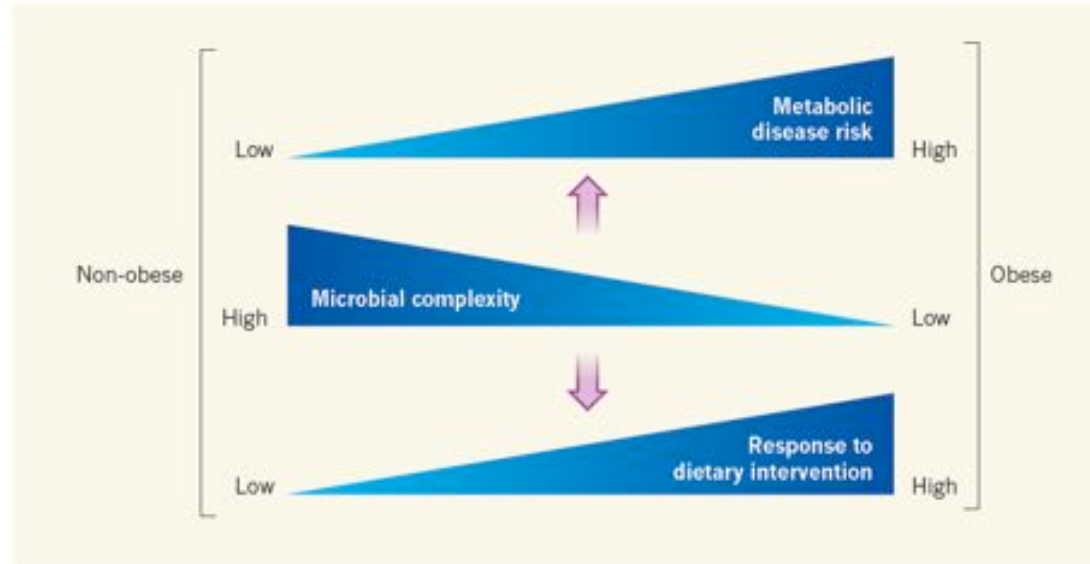 Metabolic
disease risk
Low
High
Non-obese
Microbial complexity
Obese
High
Low
Response to
dietary intervention
Low
High